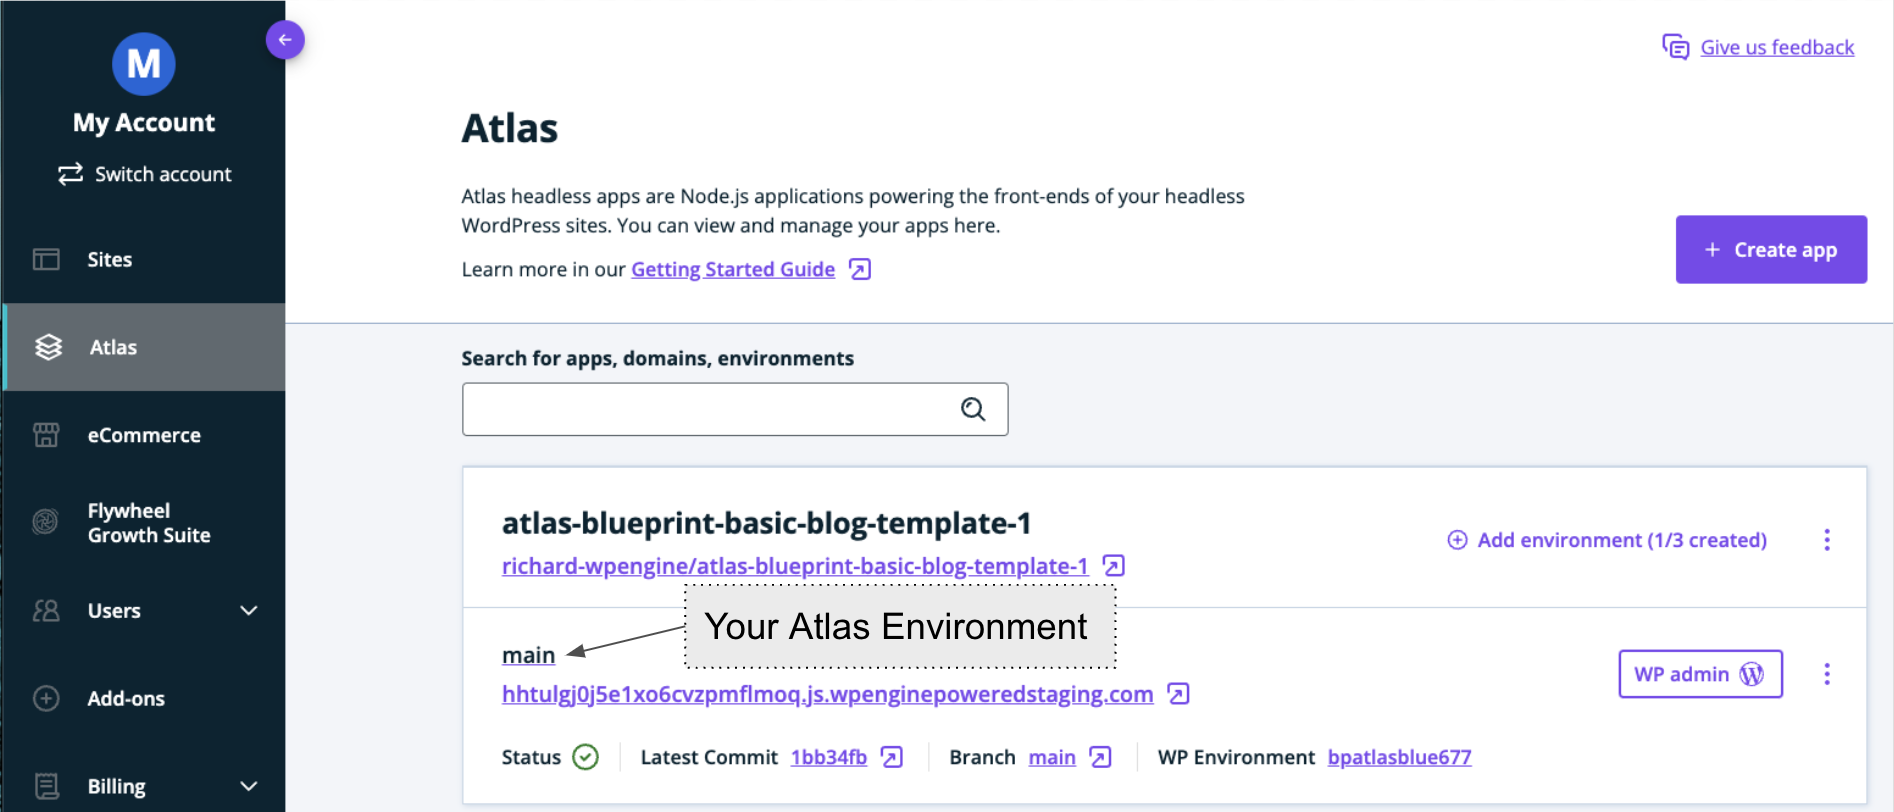 M
My Account
Switch account
Sites
Atlas
eCommerce
Flywheel
Growth Suite
Users
Add-ons
Billing
Give us feedback
Atlas
Atlas headless apps are Node.js applications powering the front-ends of your headless
WordPress sites. You can view and manage your apps here.
Learn more in our Getting Started Guide
+ Create app
Search for apps, domains, environments
atlas-blueprint-basic-blog-template-1
Add environment (1/3 created)
richard-wpengine/atlas-blueprint-basic-blog-template-1
Your Atlas Environment
main
hhtulgj0j5e1xo6cvzpmflmoq.js.wpenginepoweredstaging.com
WP admin
Status Latest Commit 1bb34fb Branch main WP Environment bpatlasblue677